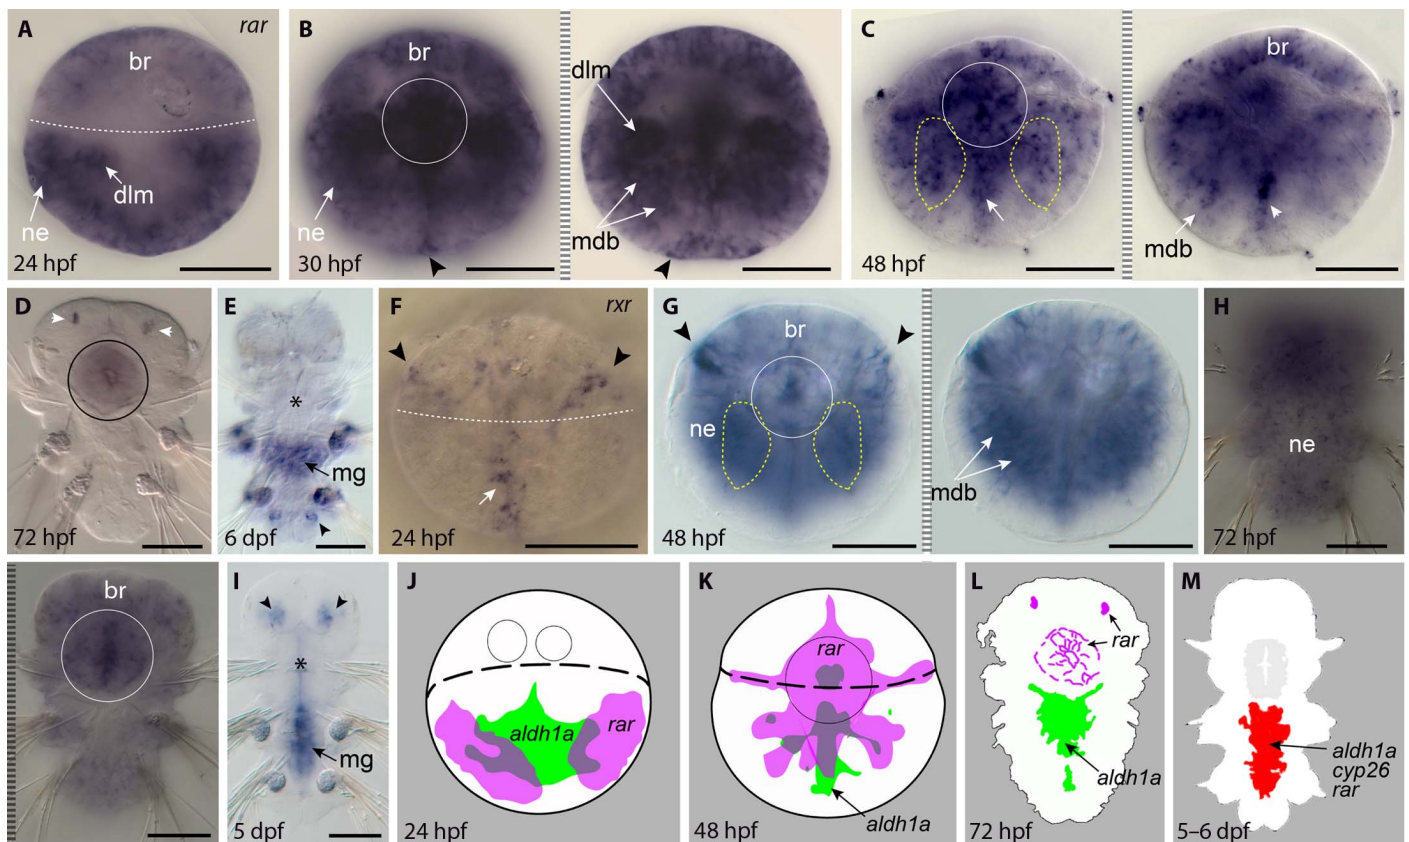 A
rar
br
dlm
ne
24 hpf
B
br
ne
30 hpf
dlm
mdb
C
48 hpf
br
mdb
D
72 hpf
E
*
mg
6 dpf
F
rxr
24 hpf
G
br
ne
48 hpf
mdb
H
ne
72 hpf
br
I
*
mg
5 dpf
J
aldh1a
rar
24 hpf
K
rar
aldh1a
48 hpf
L
rar
aldh1a
72 hpf
M
aldh1a
cyp26
rar
5–6 dpf